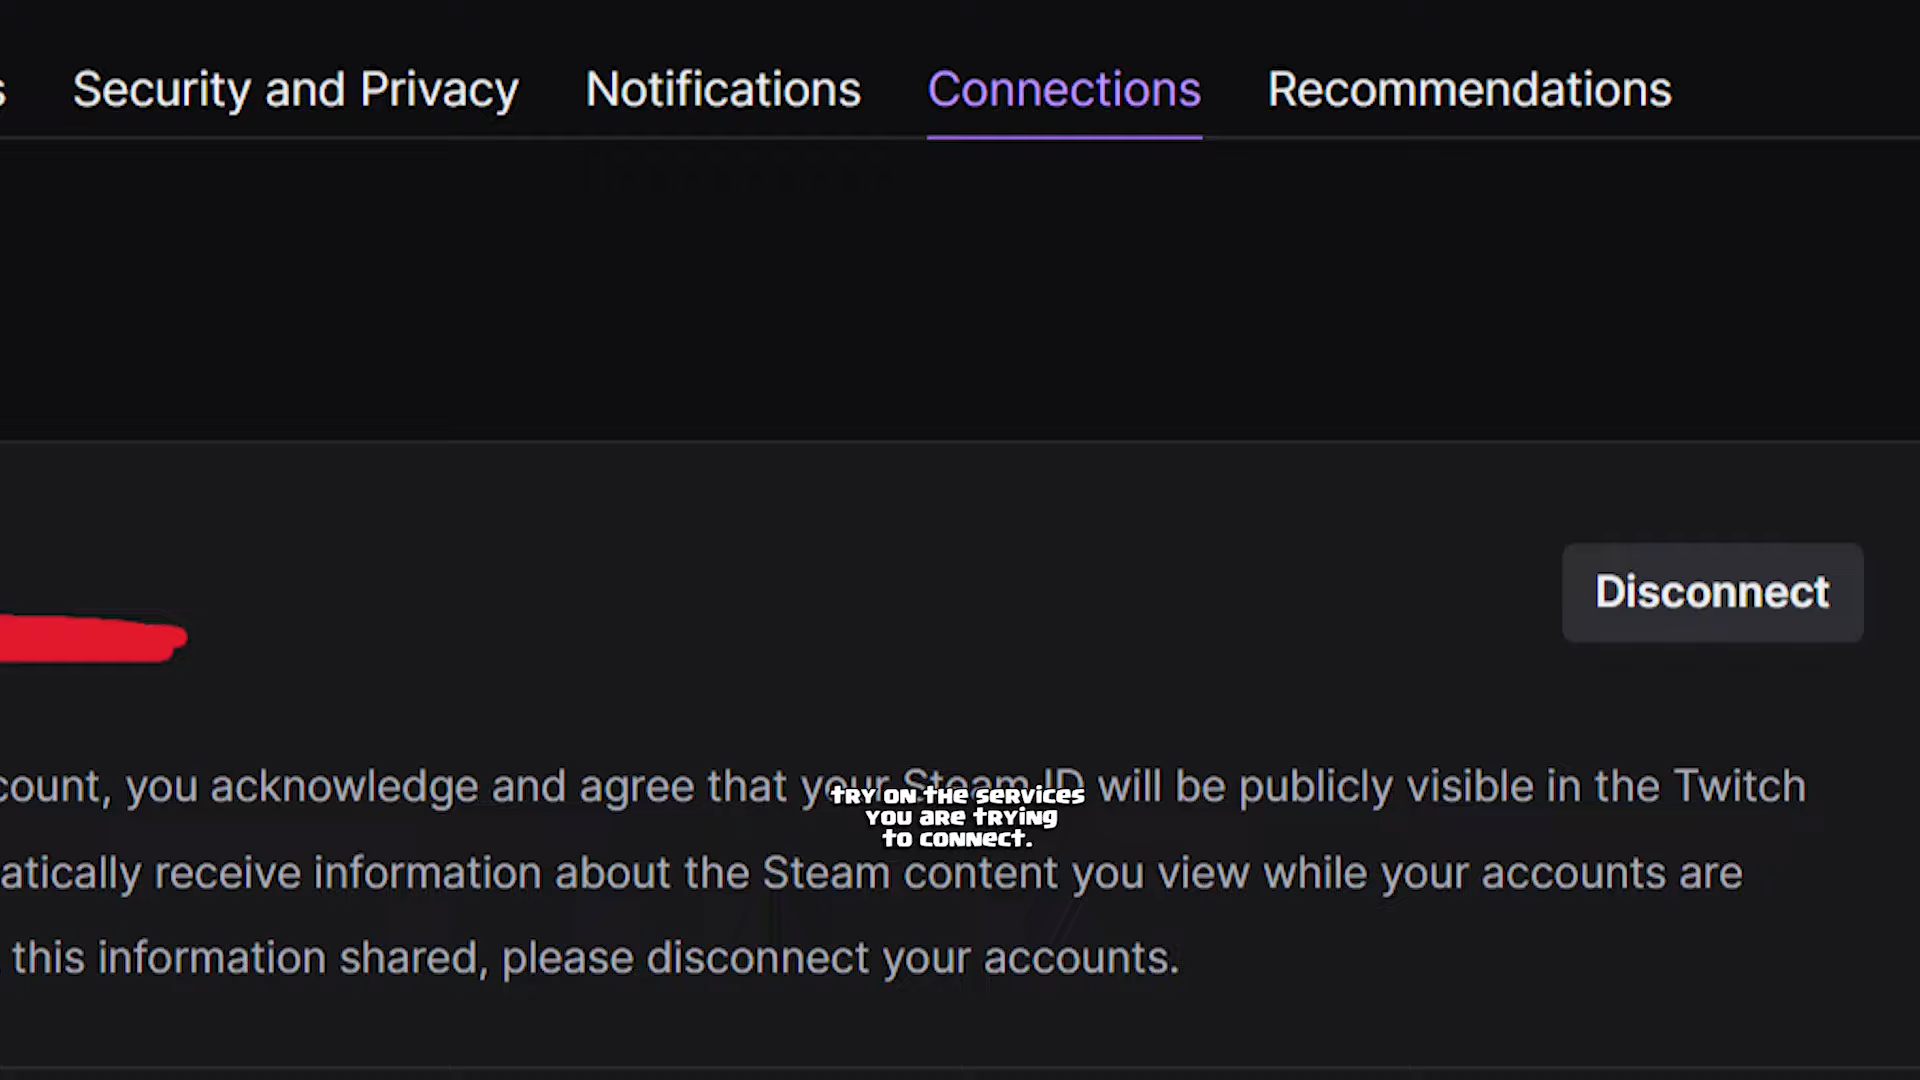 s Security and Privacy Notifications Connections Recommendations
Disconnect
count, you acknowledge and agree that your Steam ID will be publicly visible in the Twitch
TRY ON THE SERVICES
YOU ARE TRYING
TO CONNECT.
atically receive information about the Steam content you view while your accounts are
this information shared, please disconnect your accounts.